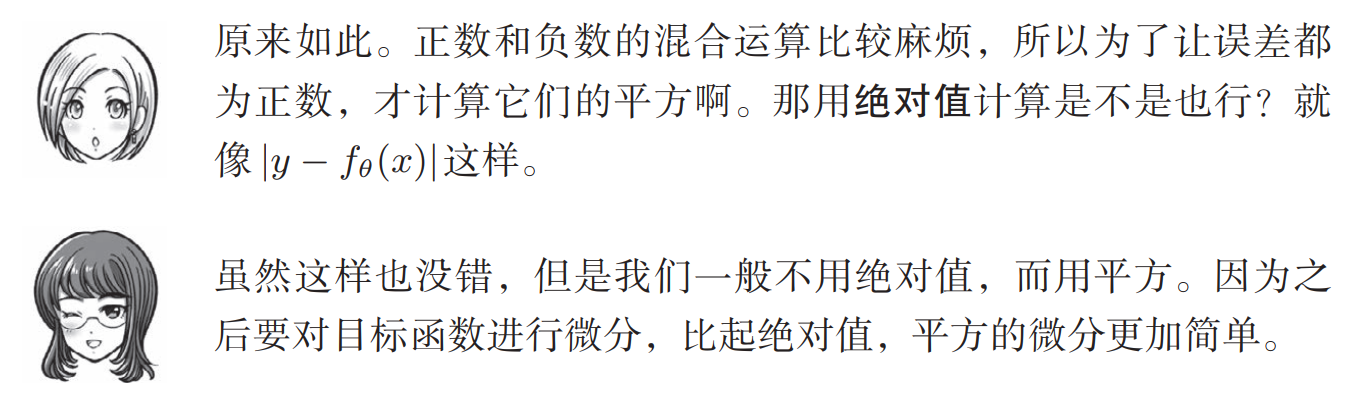 原来如此。正数和负数的混合运算比较麻烦，所以为了让误差都
为正数，才计算它们的平方啊。那用绝对值计算是不是也行？就
像 |y − fθ(x)| 这样。
虽然这样也没错，但是我们一般不用绝对值，而用平方。因为之
后要对目标函数进行微分，比起绝对值，平方的微分更加简单。